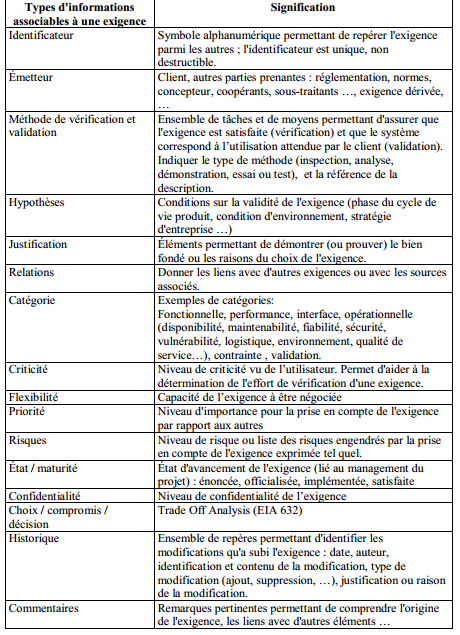 Types d'informations
associables à une exigence
Signification
Identificateur
Symbole alphanumérique permettant de repérer l'exigence
parmi les autres ; l'identificateur est unique, non
destructible.
Émetteur
Client, autres parties prenantes : réglementation, normes,
concepteur, coopérants, sous-traitants …, exigence dérivée,
…
Méthode de vérification et
validation
Ensemble de tâches et de moyens permettant d'assurer que
l'exigence est satisfaite (vérification) et que le système
correspond à l’utilisation attendue par le client (validation).
Indiquer le type de méthode (inspection, analyse,
démonstration, essai ou test),  et la référence de la
description.
Hypothèses
Conditions sur la validité de l'exigence (phase du cycle de
vie produit, condition d'environnement, stratégie
d'entreprise …)
Justification
Éléments permettant de démontrer (ou prouver) le bien
fondé ou les raisons du choix de l'exigence.
Relations
Donner les liens avec d'autres exigences ou avec les sources
associés.
Catégorie
Exemples de catégories:
Fonctionnelle, performance, interface, opérationnelle
(disponibilité, maintenabilité, fiabilité, sécurité,
vulnérabilité, logistique, environnement, qualité de
service…), contrainte , validation.
Criticité
Niveau de criticité vu de l’utilisateur. Permet d'aider à la
détermination de l'effort de vérification d'une exigence.
Flexibilité
Capacité de l’exigence à être négociée
Priorité
Niveau d'importance pour la prise en compte de l'exigence
par rapport aux autres
Risques
Niveau de risque ou liste des risques engendrés par la prise
en compte de l'exigence exprimée tel quel.
État / maturité
État d'avancement de l'exigence (lié au management du
projet) : énoncée, officialisée, implémentée, satisfaite
Confidentialité
Niveau de confidentialité de l’exigence
Choix / compromis /
décision
Trade Off Analysis (EIA 632)
Historique
Ensemble de repères permettant d'identifier les
modifications qu'a subi l'exigence : date, auteur,
identification et contenu de la modification, type de
modification (ajout, suppression, …), justification ou raison
de la modification.
Commentaires
Remarques pertinentes permettant de comprendre l'origine
de l'exigence, les liens avec d'autres éléments …